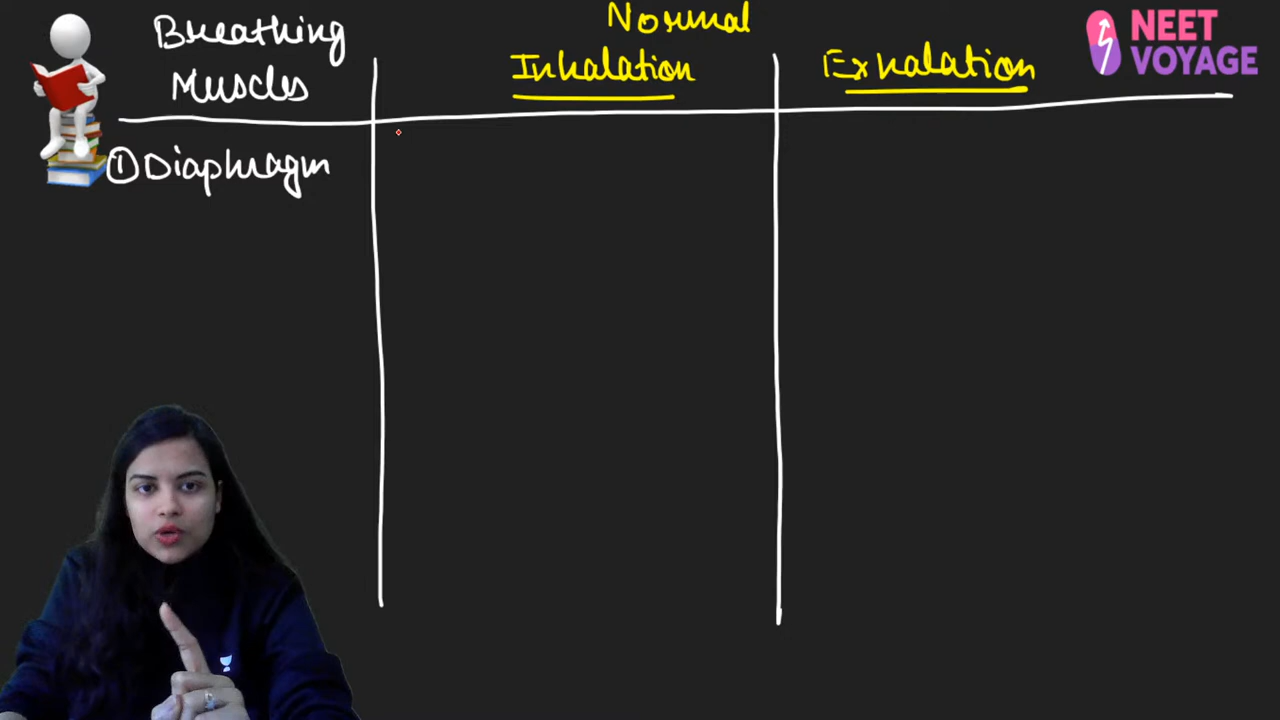 Normal
Breathing
Muscles
Inhalation
Exhalation
NEET
VOYAGE
① Diaphragm